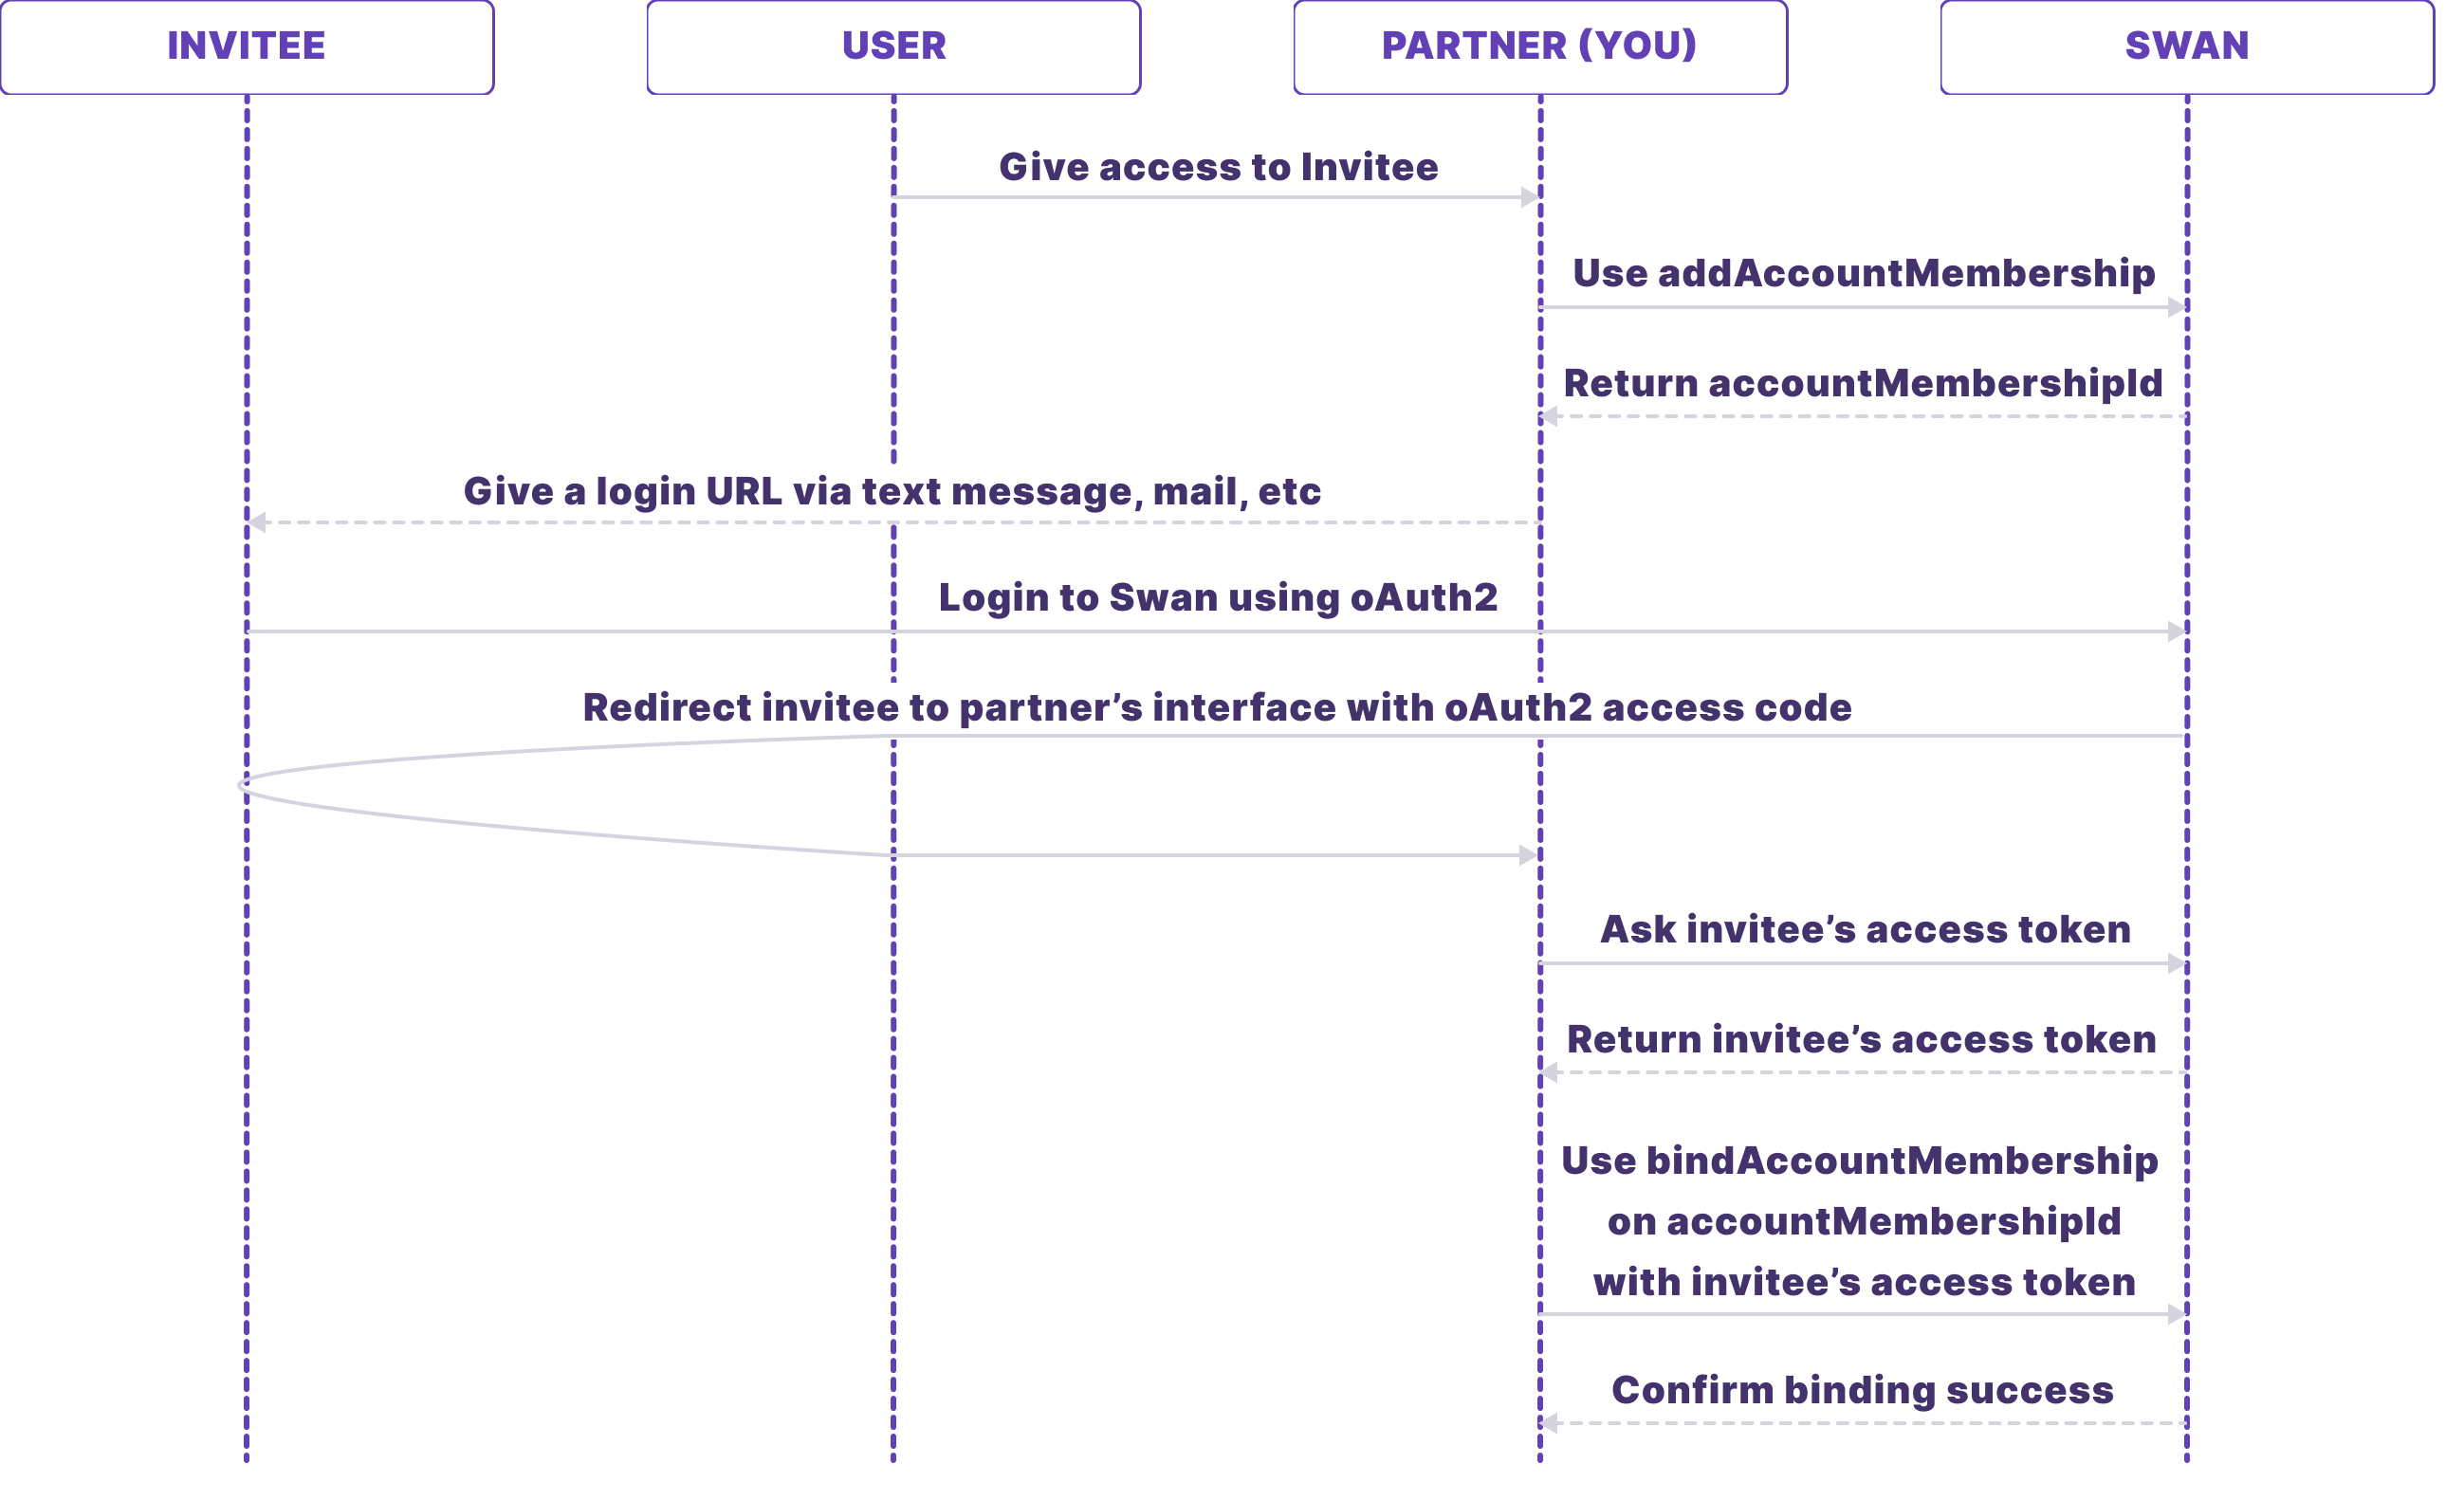 INVITEE
USER
PARTNER (YOU)
SWAN
Give access to Invitee
Use addAccountMembership
Return accountMembershipId
Give a login URL via text message, mail, etc
Login to Swan using oAuth2
Redirect invitee to partner’s interface with oAuth2 access code
Ask invitee’s access token
Return invitee’s access token
Use bindAccountMembership
on accountMembershipId
with invitee’s access token
Confirm binding success